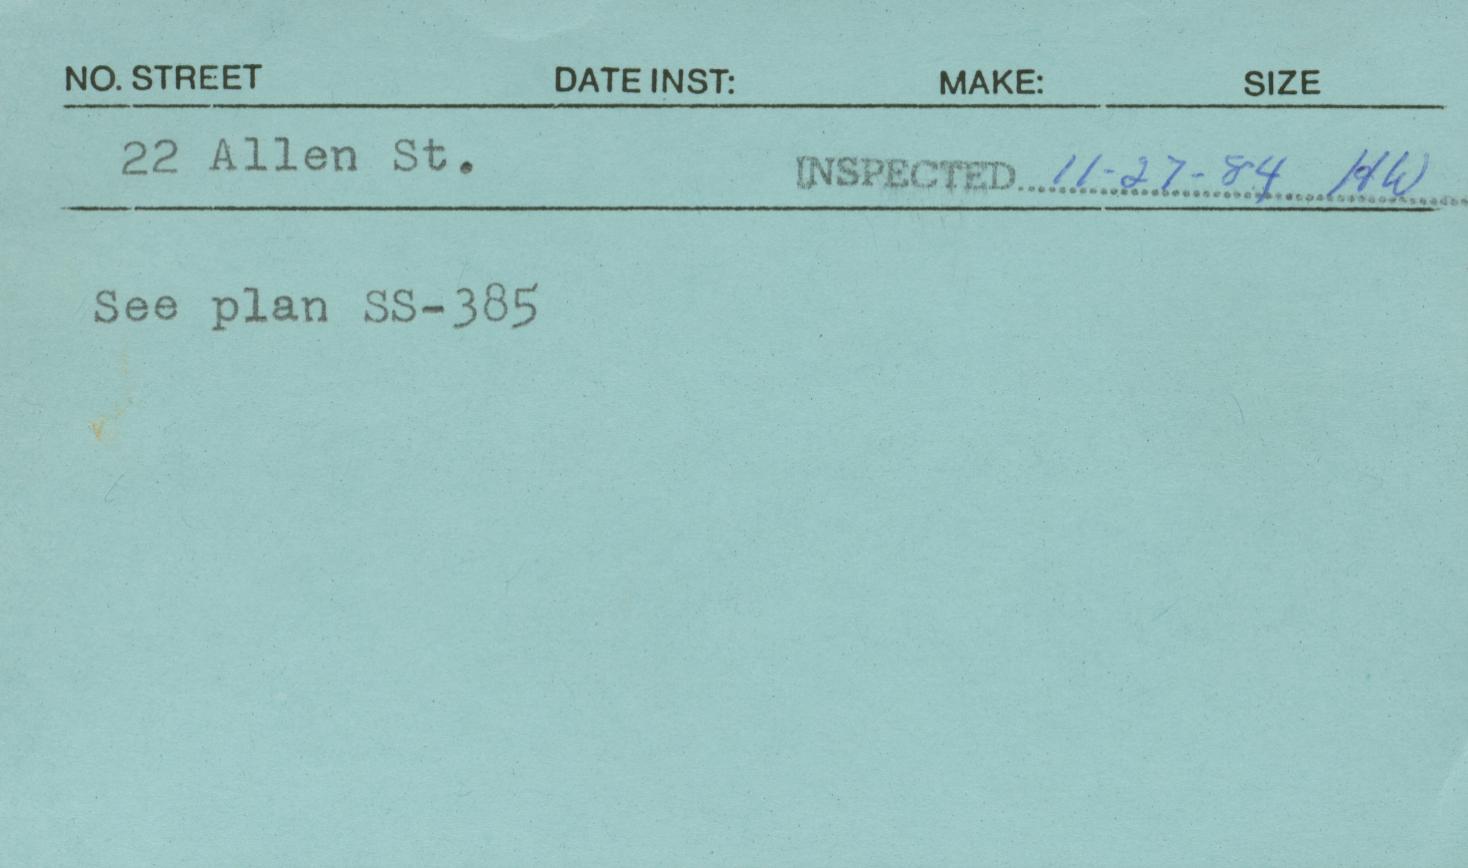 NO. STREET DATE INST: MAKE: SIZE
22 Allen St. INSPECTED 11-27-84 HW
See plan SS-385